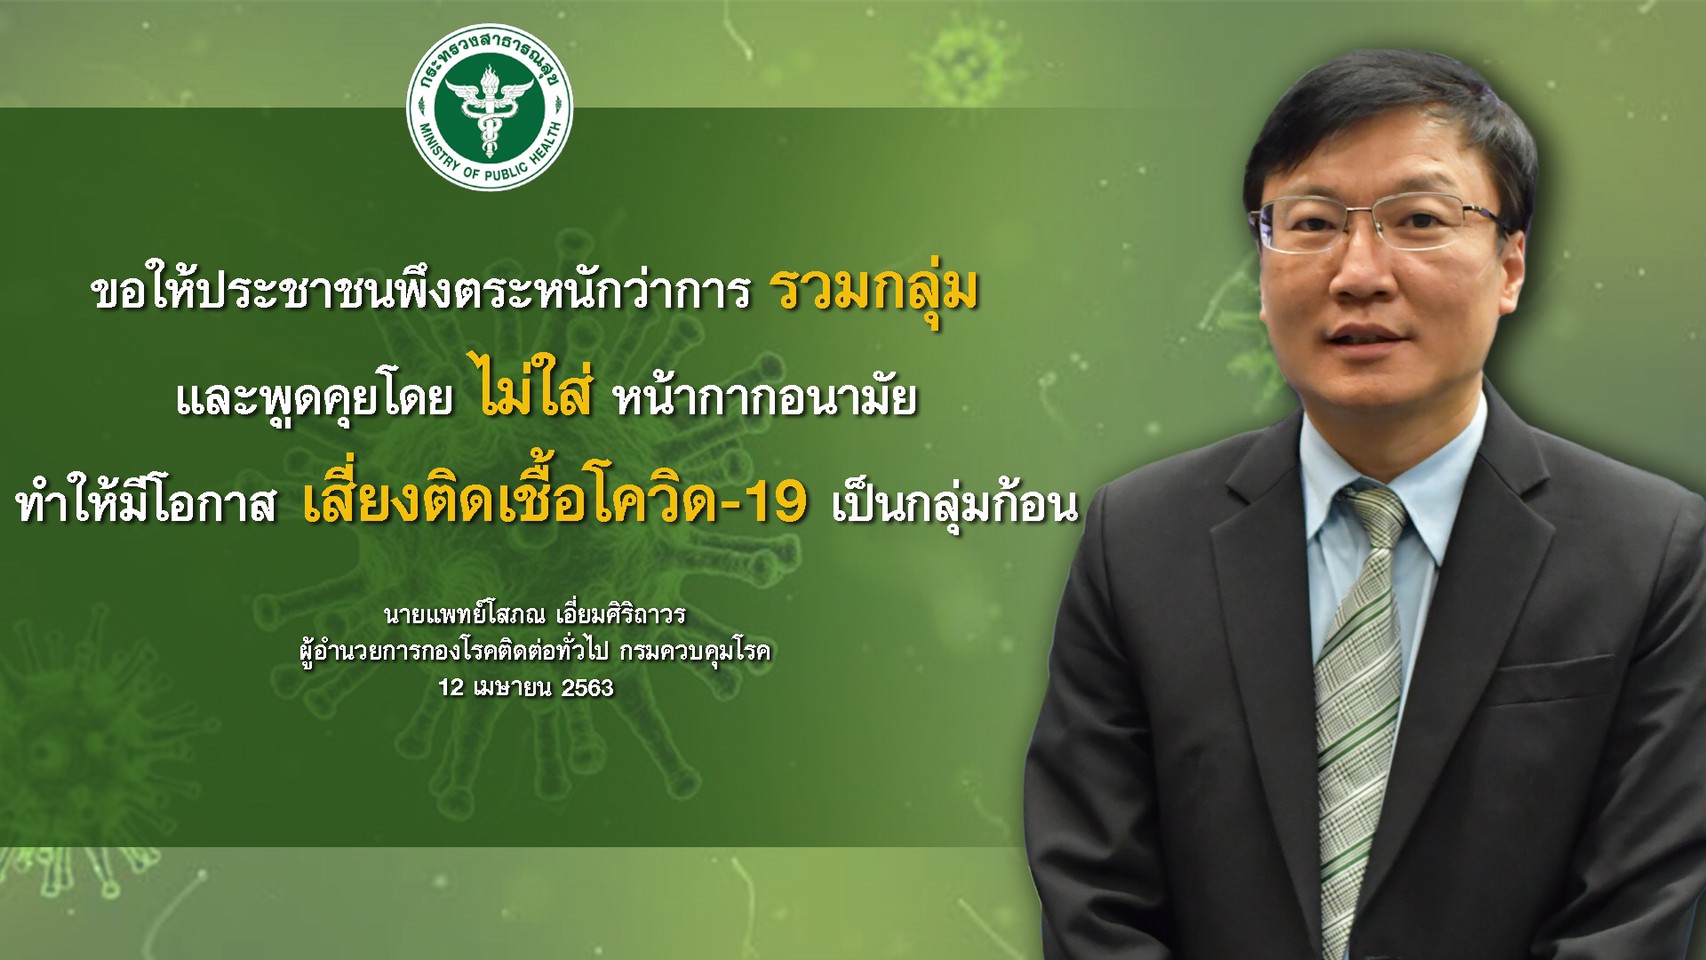 กระทรวงสาธารณสุข
MINISTRY OF PUBLIC HEALTH
ขอให้ประชาชนพึงตระหนักว่าการ รวมกลุ่ม
และพูดคุยโดย ไม่ใส่ หน้ากากอนามัย
ทำให้มีโอกาส เสี่ยงติดเชื้อโควิด-19 เป็นกลุ่มก้อน
นายแพทย์โสภณ เอี่ยมศิริถาวร
ผู้อำนวยการกองโรคติดต่อทั่วไป กรมควบคุมโรค
12 เมษายน 2563